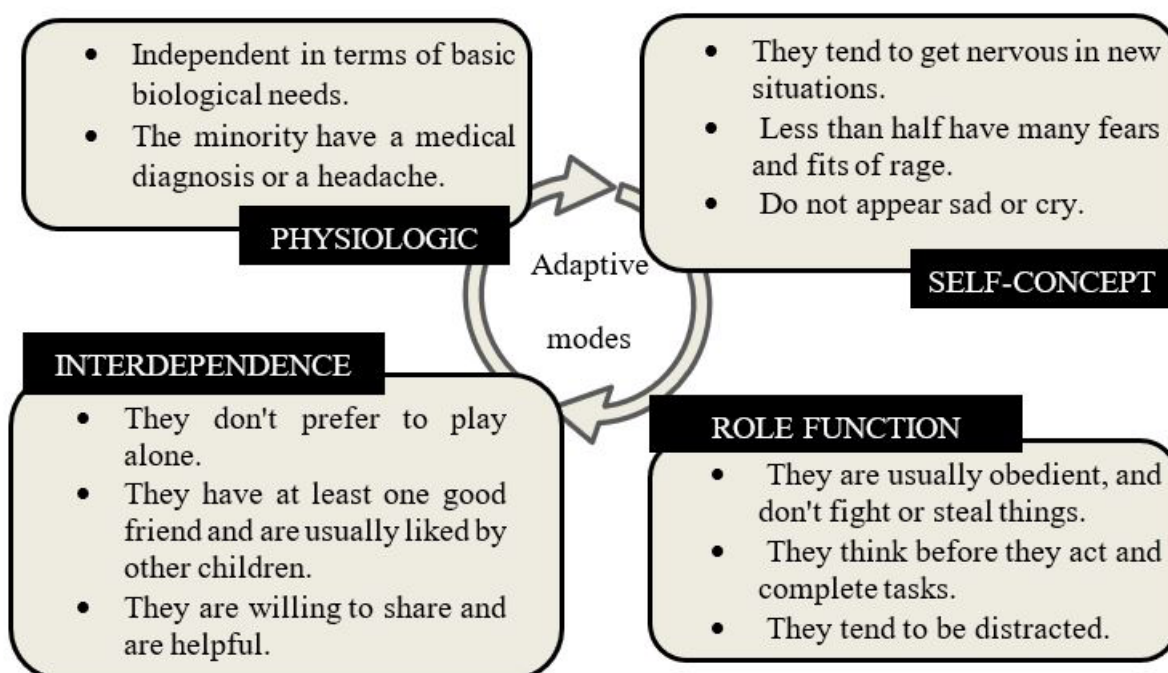 • Independent in terms of basic
biological needs.
• The minority have a medical
diagnosis or a headache.
PHYSIOLOGIC
• They tend to get nervous in new
situations.
• Less than half have many fears
and fits of rage.
• Do not appear sad or cry.
SELF-CONCEPT
Adaptive
modes
INTERDEPENDENCE
• They don't prefer to play
alone.
• They have at least one good
friend and are usually liked by
other children.
• They are willing to share and
are helpful.
ROLE FUNCTION
• They are usually obedient, and
don't fight or steal things.
• They think before they act and
complete tasks.
• They tend to be distracted.